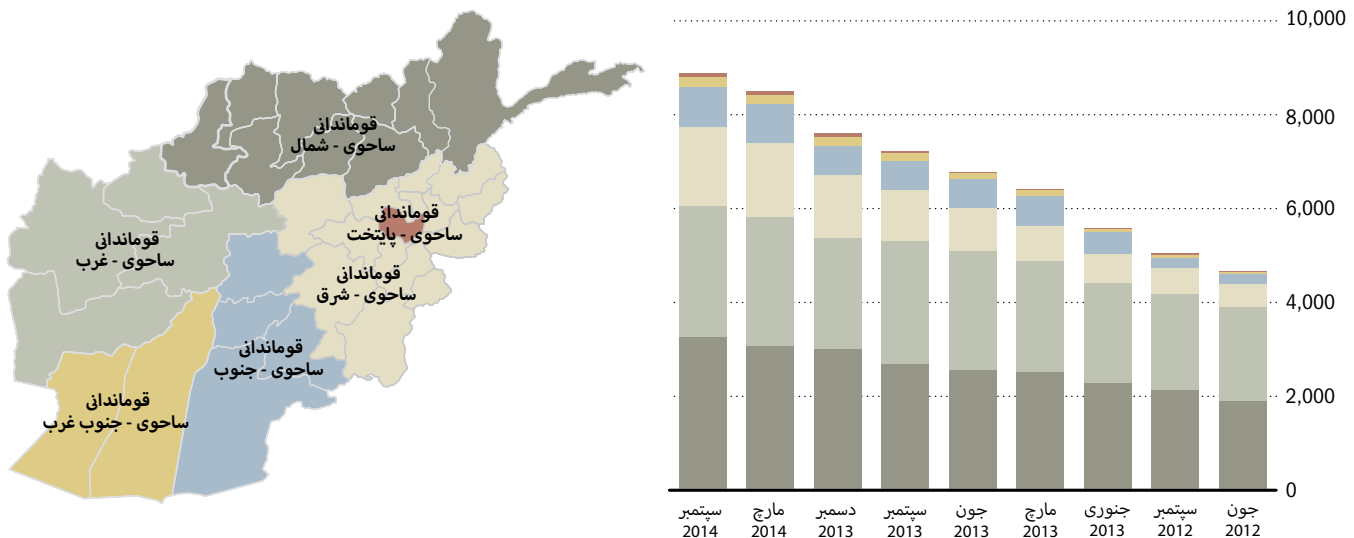 قوماندانی
ساحوی - شمال
قوماندانی
ساحوی - پایتخت
قوماندانی
ساحوی - غرب
قوماندانی
ساحوی - شرق
قوماندانی
ساحوی - جنوب
قوماندانی
ساحوی - جنوب غرب
10,000
8,000
6,000
4,000
2,000
0
جون
2012
سپتمبر
2012
جنوری
2013
مارچ
2013
جون
2013
سپتمبر
2013
دسمبر
2013
مارچ
2014
سپتمبر
2014